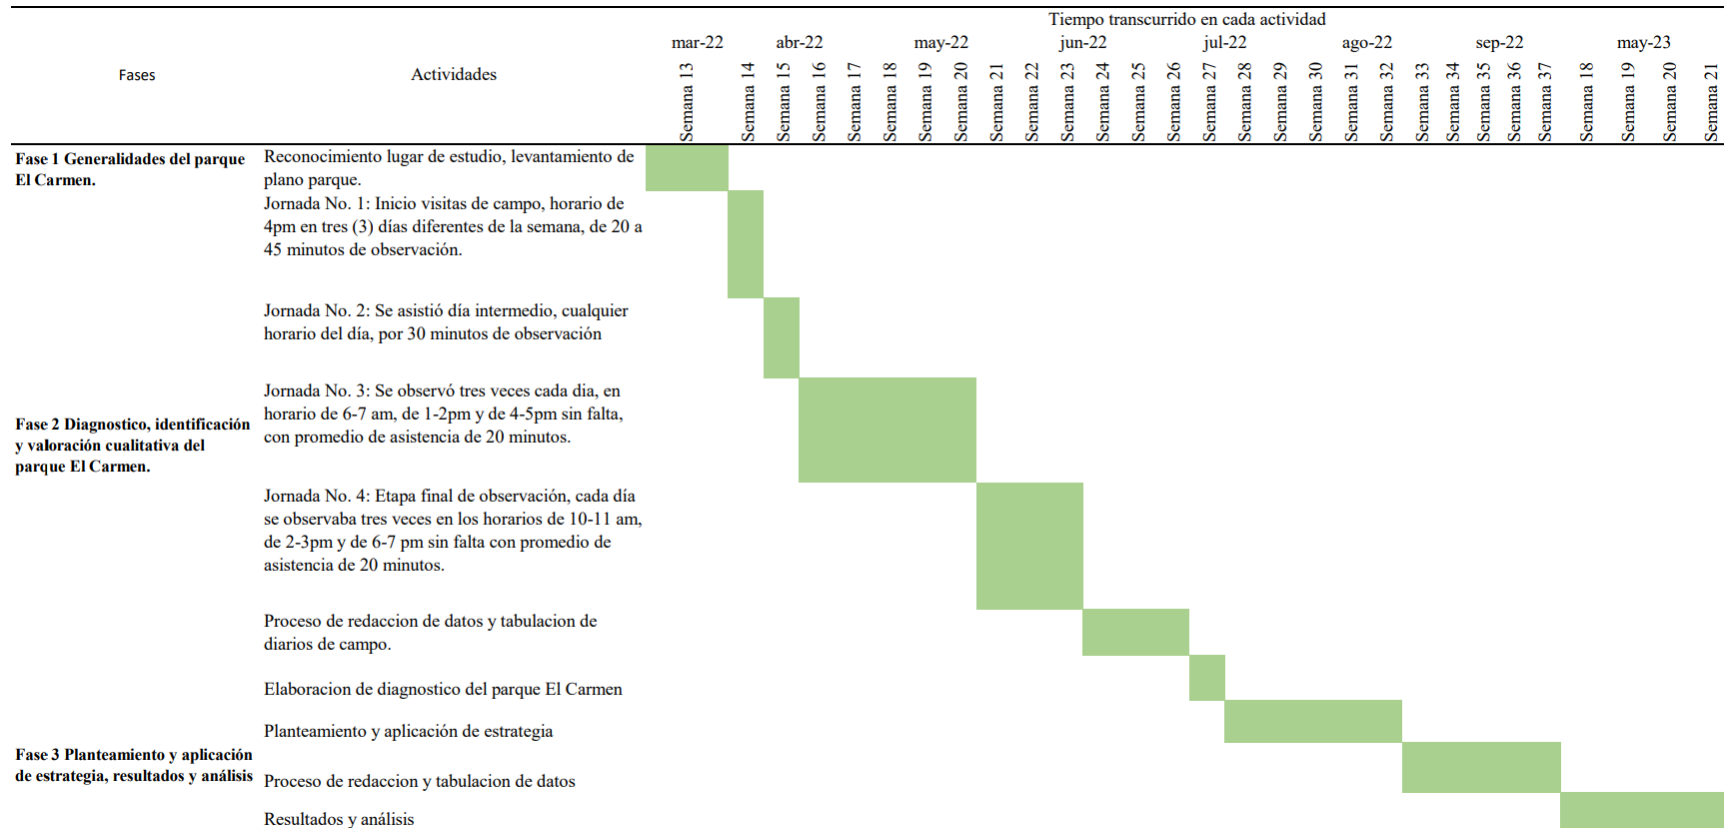 Tiempo transcurrido en cada actividad
mar-22 abr-22 may-22 jun-22 jul-22 ago-22 sep-22 may-23
Fases Actividades
Semana 13
Semana 14
Semana 15
Semana 16
Semana 17
Semana 18
Semana 19
Semana 20
Semana 21
Semana 22
Semana 23
Semana 24
Semana 25
Semana 26
Semana 27
Semana 28
Semana 29
Semana 30
Semana 31
Semana 32
Semana 33
Semana 34
Semana 35
Semana 36
Semana 37
Semana 18
Semana 19
Semana 20
Semana 21
Fase 1 Generalidades del parque
El Carmen.
Reconocimiento lugar de estudio, levantamiento de
plano parque.
Jornada No. 1: Inicio visitas de campo, horario de
4pm en tres (3) días diferentes de la semana, de 20 a
45 minutos de observación.
Jornada No. 2: Se asistió día intermedio, cualquier
horario del día, por 30 minutos de observación
Fase 2 Diagnostico, identificación
y valoración cualitativa del
parque El Carmen.
Jornada No. 3: Se observó tres veces cada dia, en
horario de 6-7 am, de 1-2pm y de 4-5pm sin falta,
con promedio de asistencia de 20 minutos.
Jornada No. 4: Etapa final de observación, cada día
se observaba tres veces en los horarios de 10-11 am,
de 2-3pm y de 6-7 pm sin falta con promedio de
asistencia de 20 minutos.
Proceso de redaccion de datos y tabulacion de
diarios de campo.
Elaboracion de diagnostico del parque El Carmen
Fase 3 Planteamiento y aplicación
de estrategia, resultados y análisis
Planteamiento y aplicación de estrategia
Proceso de redaccion y tabulacion de datos
Resultados y análisis